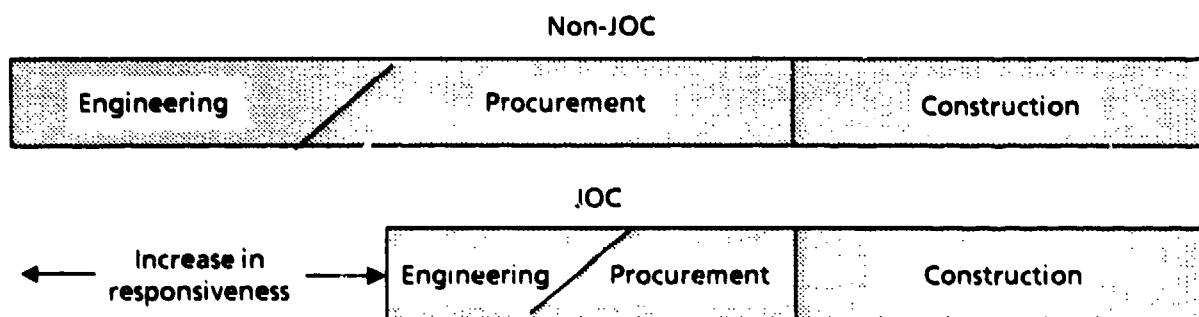 Non-JOC
Engineering Procurement Construction
JOC
Increase in
responsiveness
Engineering Procurement Construction